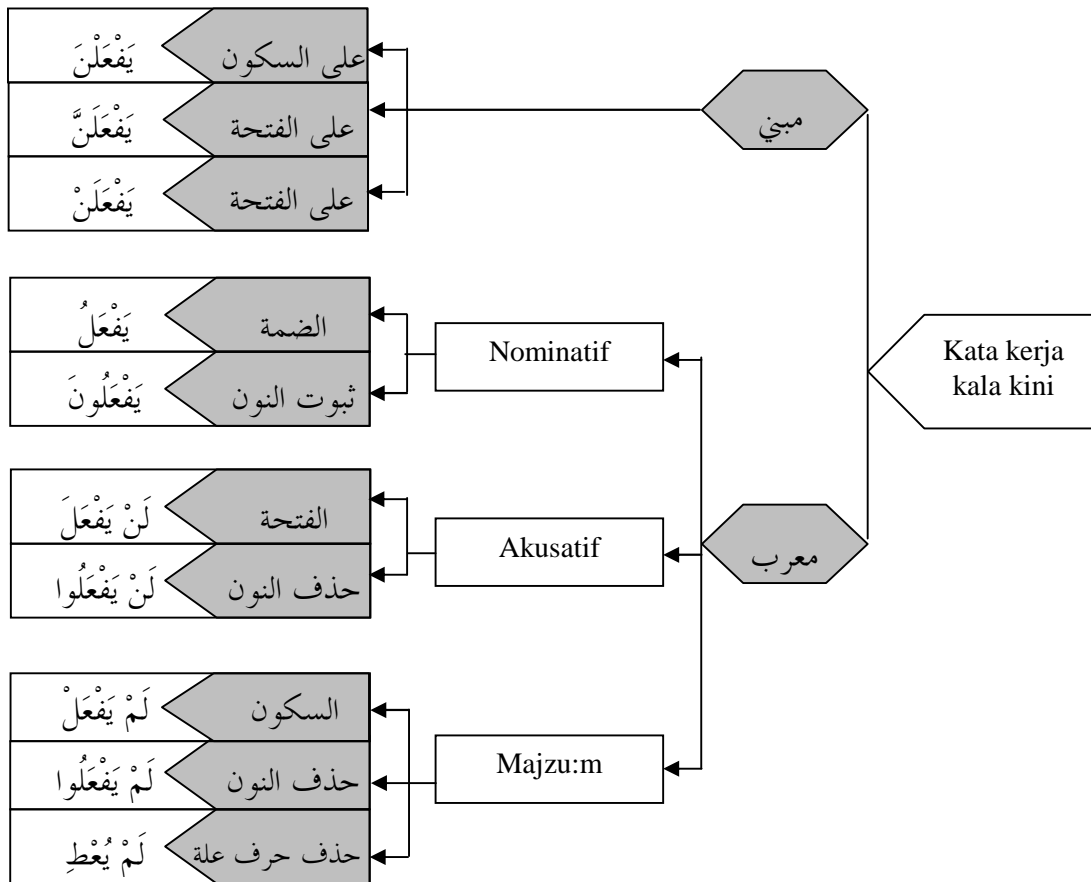 على السكون يَفْعَلْنَ
مبني
على الفتحة يَفْعَلَنَّ
على الفتحة يَفْعَلَنْ
الضمة يَفْعَلُ
Nominatif
ثبوت النون يَفْعَلُونَ
Kata kerja
kala kini
الفتحة لَنْ يَفْعَلَ
Akusatif
معرب
حذف النون لَنْ يَفْعَلُوا
السكون لَمْ يَفْعَلْ
Majzu:m
حذف النون لَمْ يَفْعَلُوا
حذف حرف علة لَمْ يُعْطِ